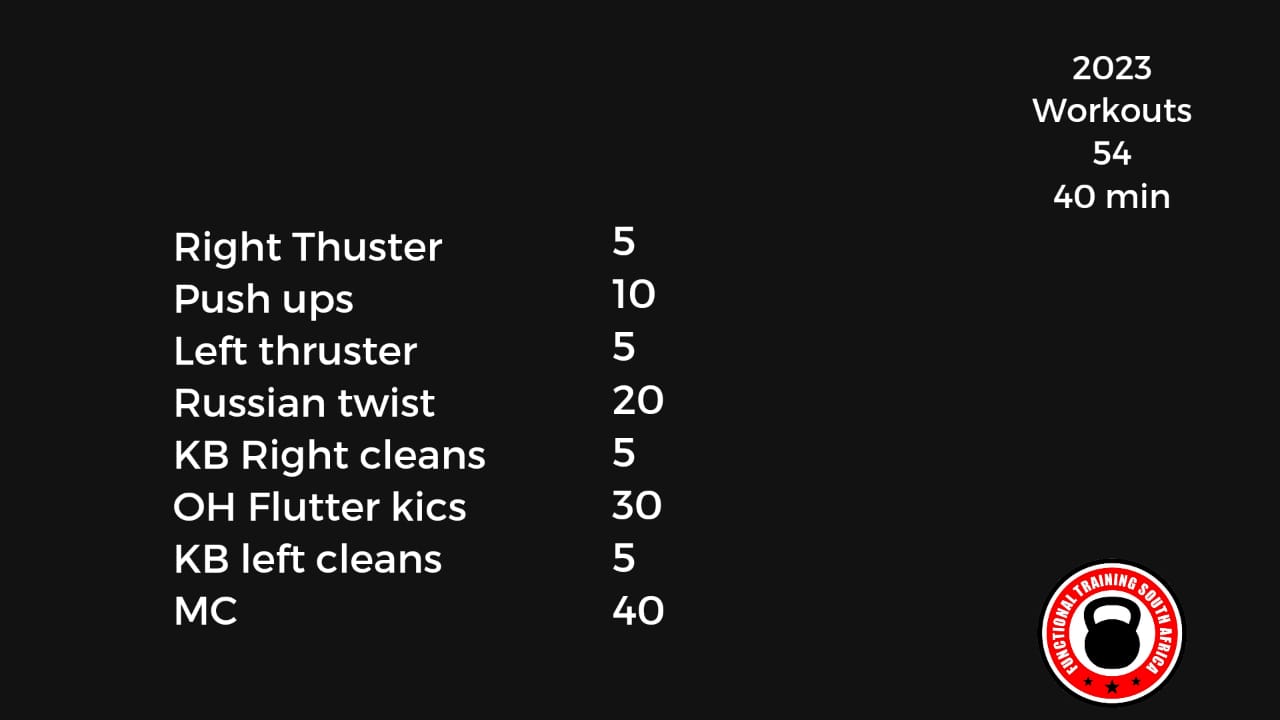 2023
Workouts
54
40 min
Right Thuster 5
Push ups 10
Left thruster 5
Russian twist 20
KB Right cleans 5
OH Flutter kics 30
KB left cleans 5
MC 40
FUNCTIONAL TRAINING SOUTH AFRICA